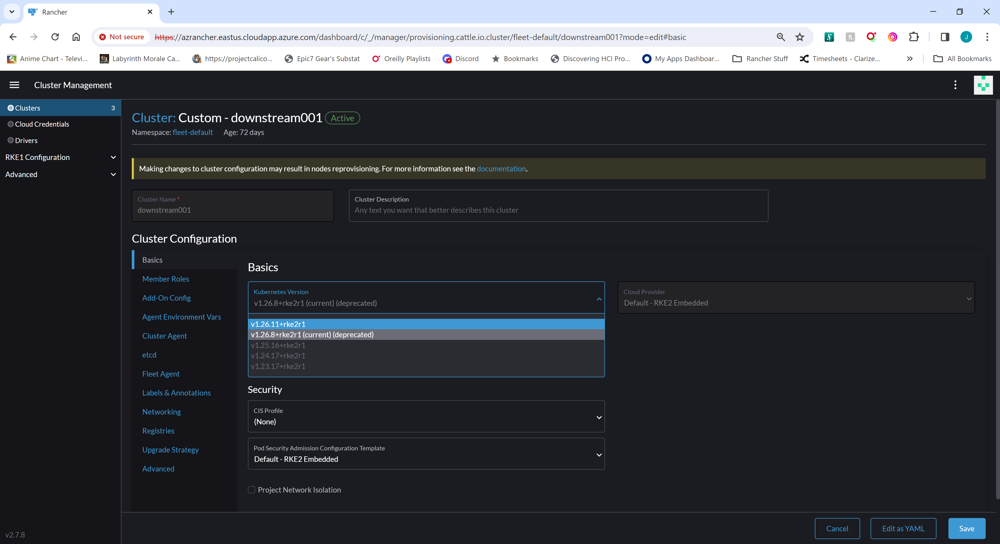 Rancher
Not secure
https://azrancher.eastus.cloudapp.azure.com/dashboard/c/_/manager/provisioning.cattle.io.cluster/fleet-default/downstream001?mode=edit#basic
J
Anime Chart - Televi...
E7X
Labyrinth Morale Ca...
https://projectcalico...
Epic7 Gear's Substat
Oreilly Playlists
Discord
Bookmarks
Discovering HCI Pro...
My Apps Dashboar...
Rancher Stuff
Timesheets - Clarize...
All Bookmarks
Cluster Management
Clusters 3
Cloud Credentials
Drivers
RKE1 Configuration
Advanced
v2.7.8
Cluster: Custom - downstream001 Active
Namespace: fleet-default Age: 72 days
Making changes to cluster configuration may result in nodes reprovisioning. For more information see the documentation.
Cluster Name *
downstream001
Cluster Description
Any text you want that better describes this cluster
Cluster Configuration
Basics
Member Roles
Add-On Config
Agent Environment Vars
Cluster Agent
etcd
Fleet Agent
Labels & Annotations
Networking
Registries
Upgrade Strategy
Advanced
Basics
Kubernetes Version
v1.26.8+rke2r1 (current) (deprecated)
v1.26.11+rke2r1
v1.26.8+rke2r1 (current) (deprecated)
v1.25.16+rke2r1
v1.24.17+rke2r1
v1.23.17+rke2r1
Cloud Provider
Default - RKE2 Embedded
Security
CIS Profile
(None)
Pod Security Admission Configuration Template
Default - RKE2 Embedded
Project Network Isolation
Cancel
Edit as YAML
Save